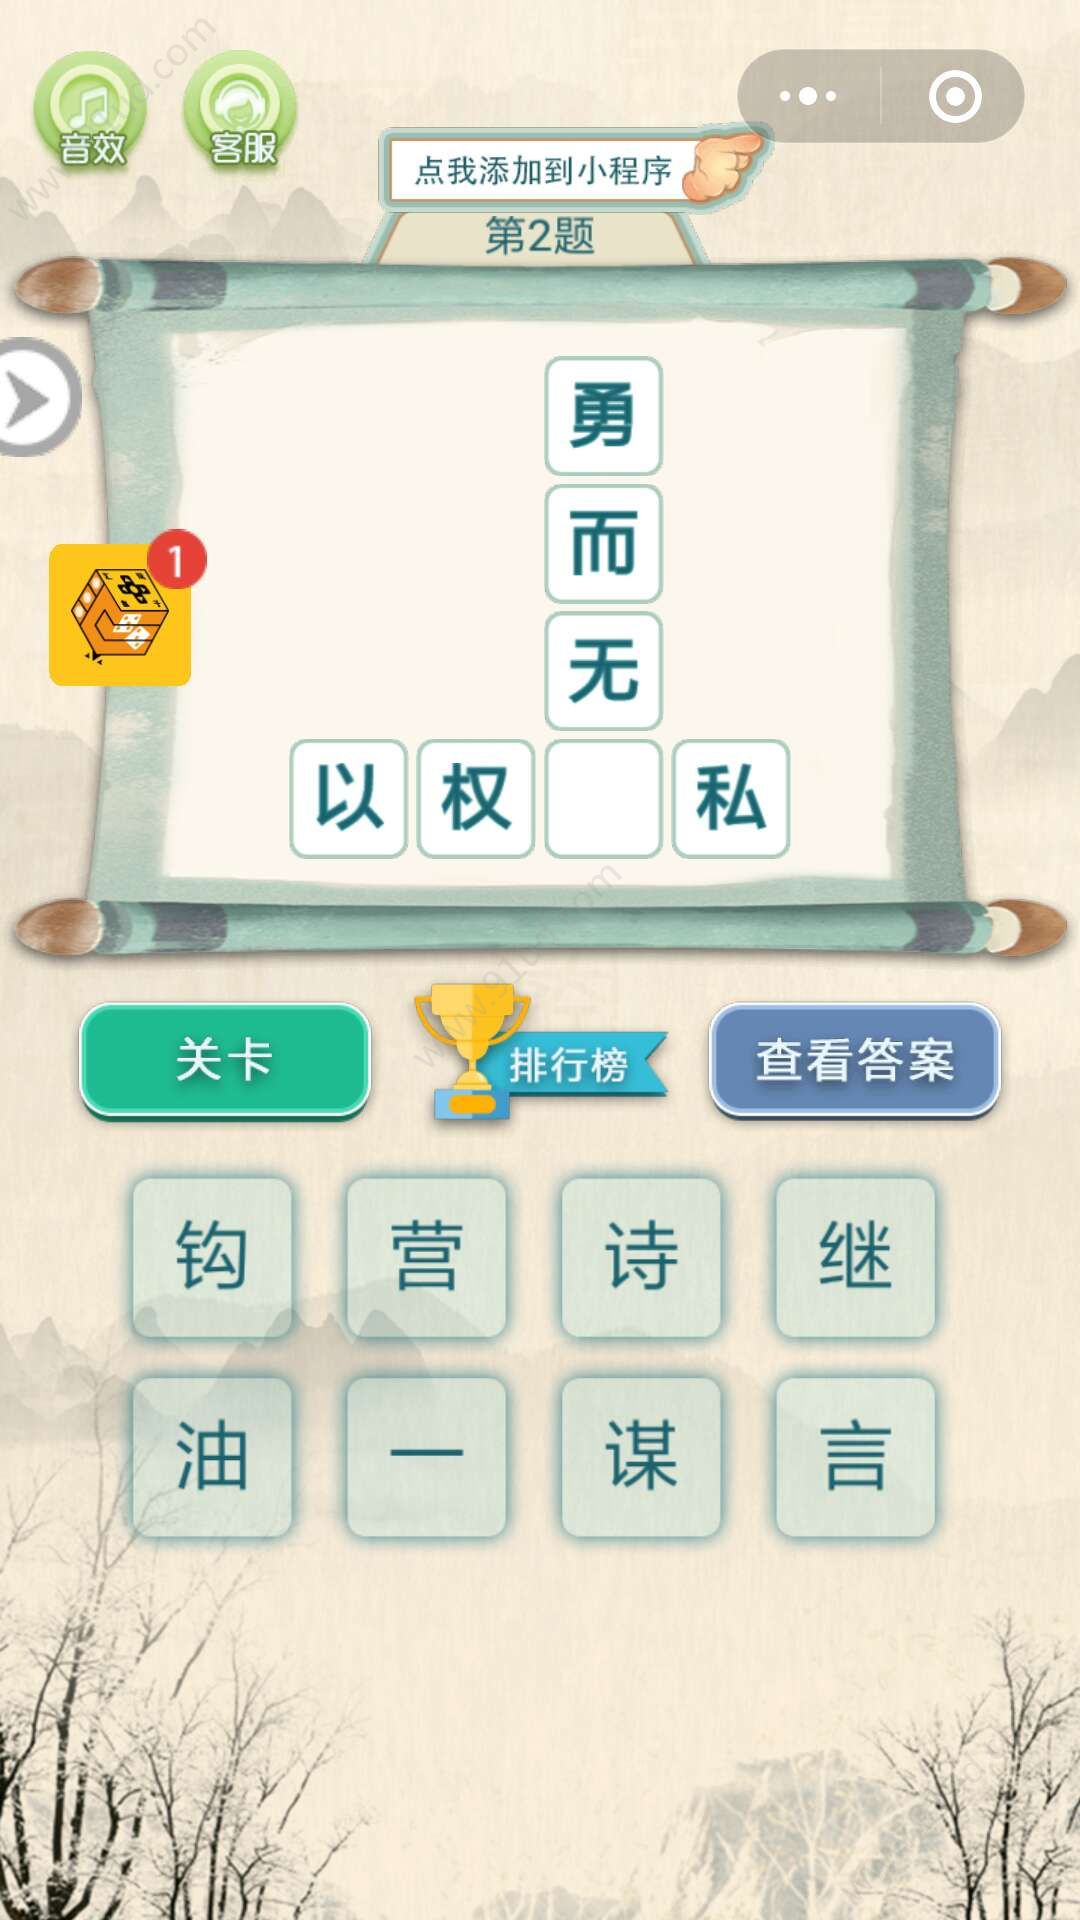 音效
客服
点我添加到小程序
第2题
勇
而
无
以权 私
1
关卡
排行榜
查看答案
钩 营 诗 继
油 一 谋 言